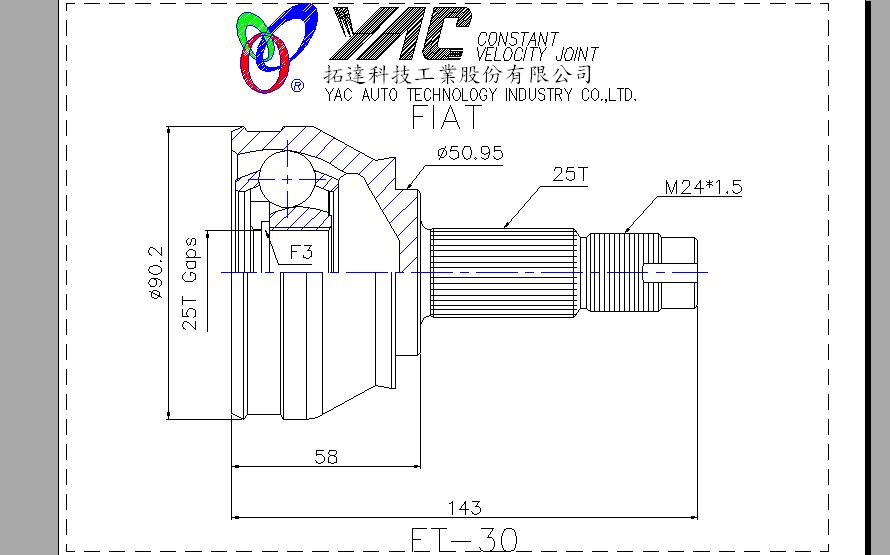 YAC CONSTANT
VELOCITY JOINT
®
拓達科技工業股份有限公司
YAC AUTO TECHNOLOGY INDUSTRY CO.,LTD.
FIAT
ø50.95
25T
M24*1.5
F3
ø90.2
25T Gaps
58
143
FT-30